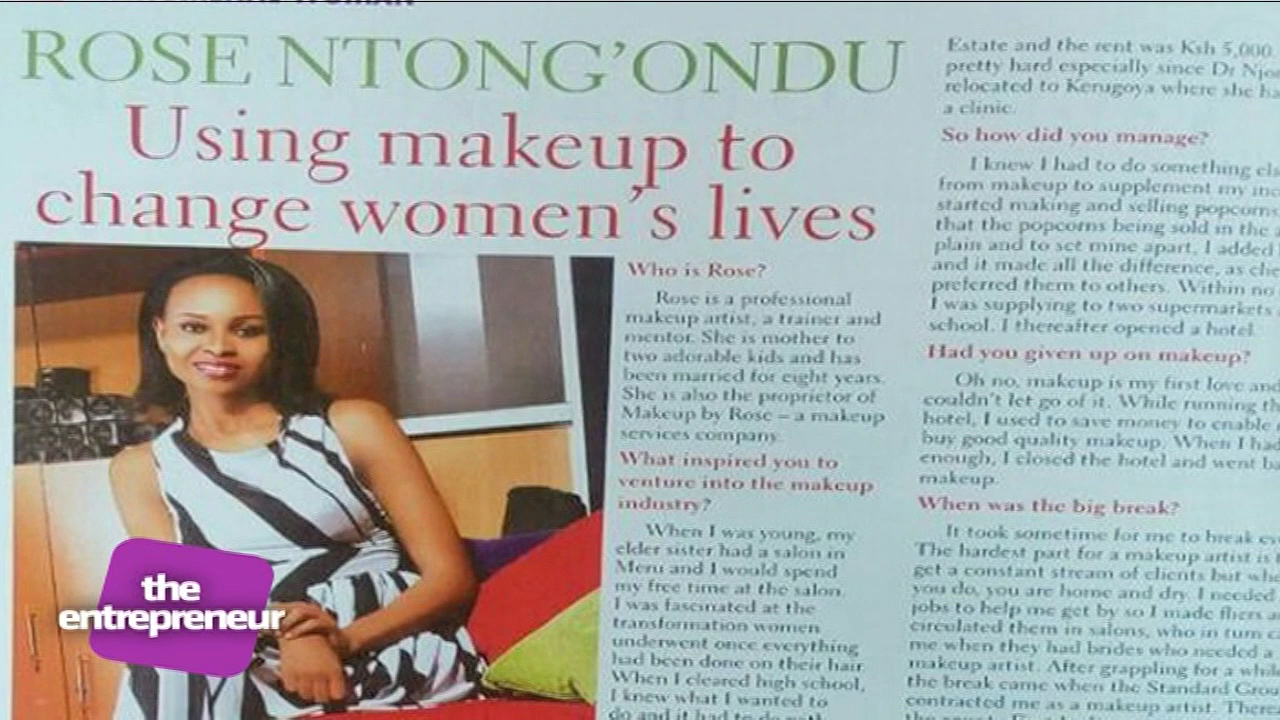 WOMAN
ROSE NTONG'ONDU
Using makeup to
change women's lives
Who is Rose?
Rose is a professional
makeup artist, a trainer and
mentor. She is mother to
two adorable kids and has
been married for eight years.
She is also the proprietor of
Makeup by Rose – a makeup
services company.
What inspired you to
venture into the makeup
industry?
When I was young, my
elder sister had a salon in
Meru and I would spend
my free time at the salon.
I was fascinated at the
transformation women
underwent once everything
had been done on their hair.
When I cleared high school,
I knew what I wanted to
do and it had to do with
Estate and the rent was Ksh 5,000
pretty hard especially since Dr
relocated to Kerugoya where she
a clinic.
So how did you manage?
I knew I had to do something
from makeup to supplement my
started making and selling popcorns
that the popcorns being sold in the
plain and to set mine apart, I added
and it made all the difference, as
preferred them to others. Within no
I was supplying to two supermarkets
school. I thereafter opened a hotel.
Had you given up on makeup?
Oh no, makeup is my first love and
couldn't let go of it. While running
hotel, I used to save money to enable
buy good quality makeup. When I had
enough, I closed the hotel and went
makeup.
When was the big break?
It took sometime for me to break
The hardest part for a makeup artist is
get a constant stream of clients but
you do, you are home and dry. I needed
jobs to help me get by so I made fliers
circulated them in salons, who in turn
me when they had brides who needed a
makeup artist. After grappling for a
the break came when the Standard
contracted me as a makeup artist.
the
entrepreneur